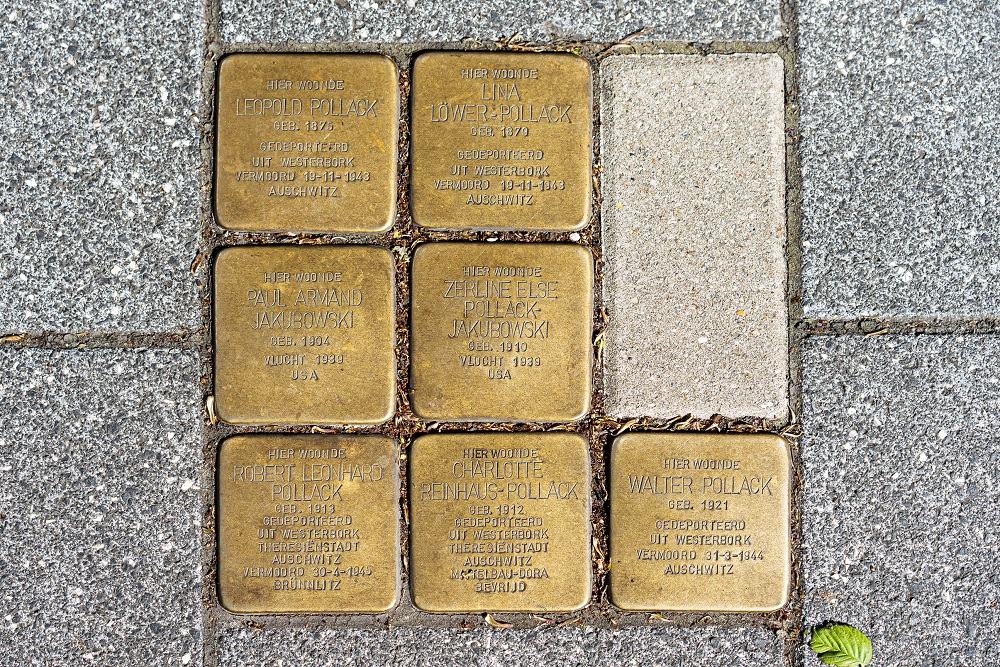 HIER WOONDE
LEOPOLD POLLACK
GEB. 1875
GEDEPORTEERD
UIT WESTERBORK
VERMOORD 19-11-1943
AUSCHWITZ
HIER WOONDE
LINA
LÖWER-POLLACK
GEB. 1879
GEDEPORTEERD
UIT WESTERBORK
VERMOORD 19-11-1943
AUSCHWITZ
HIER WOONDE
PAUL ARMAND
JAKUBOWSKI
GEB. 1904
VLUCHT 1939
USA
HIER WOONDE
ZERLINE ELSE
POLLACK-
JAKUBOWSKI
GEB. 1910
VLUCHT 1939
USA
HIER WOONDE
ROBERT LEONHARD
POLLACK
GEB. 1913
GEDEPORTEERD
UIT WESTERBORK
THERESIËNSTADT
AUSCHWITZ
VERMOORD 30-4-1945
BRÜNNLITZ
HIER WOONDE
CHARLOTTE
REINHAUS-POLLACK
GEB. 1912
GEDEPORTEERD
UIT WESTERBORK
THERESIËNSTADT
AUSCHWITZ
MITTELBAU-DORA
BEVRIJD
HIER WOONDE
WALTER POLLACK
GEB. 1921
GEDEPORTEERD
UIT WESTERBORK
VERMOORD 31-3-1944
AUSCHWITZ